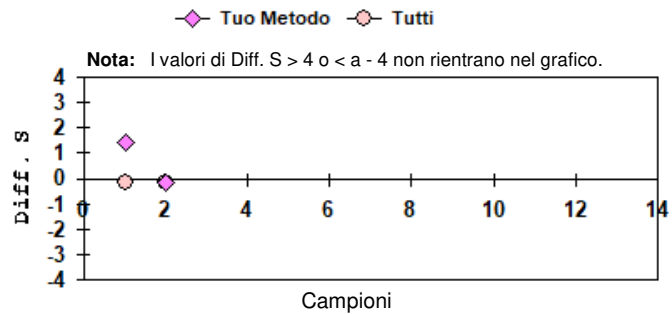 Tuo Metodo Tutti
Nota: I valori di Diff. S > 4 o < a - 4 non rientrano nel grafico.
4
3
2
1
0
-1
-2
-3
-4
Diff. S
0 2 4 6 8 10 12 14
Campioni